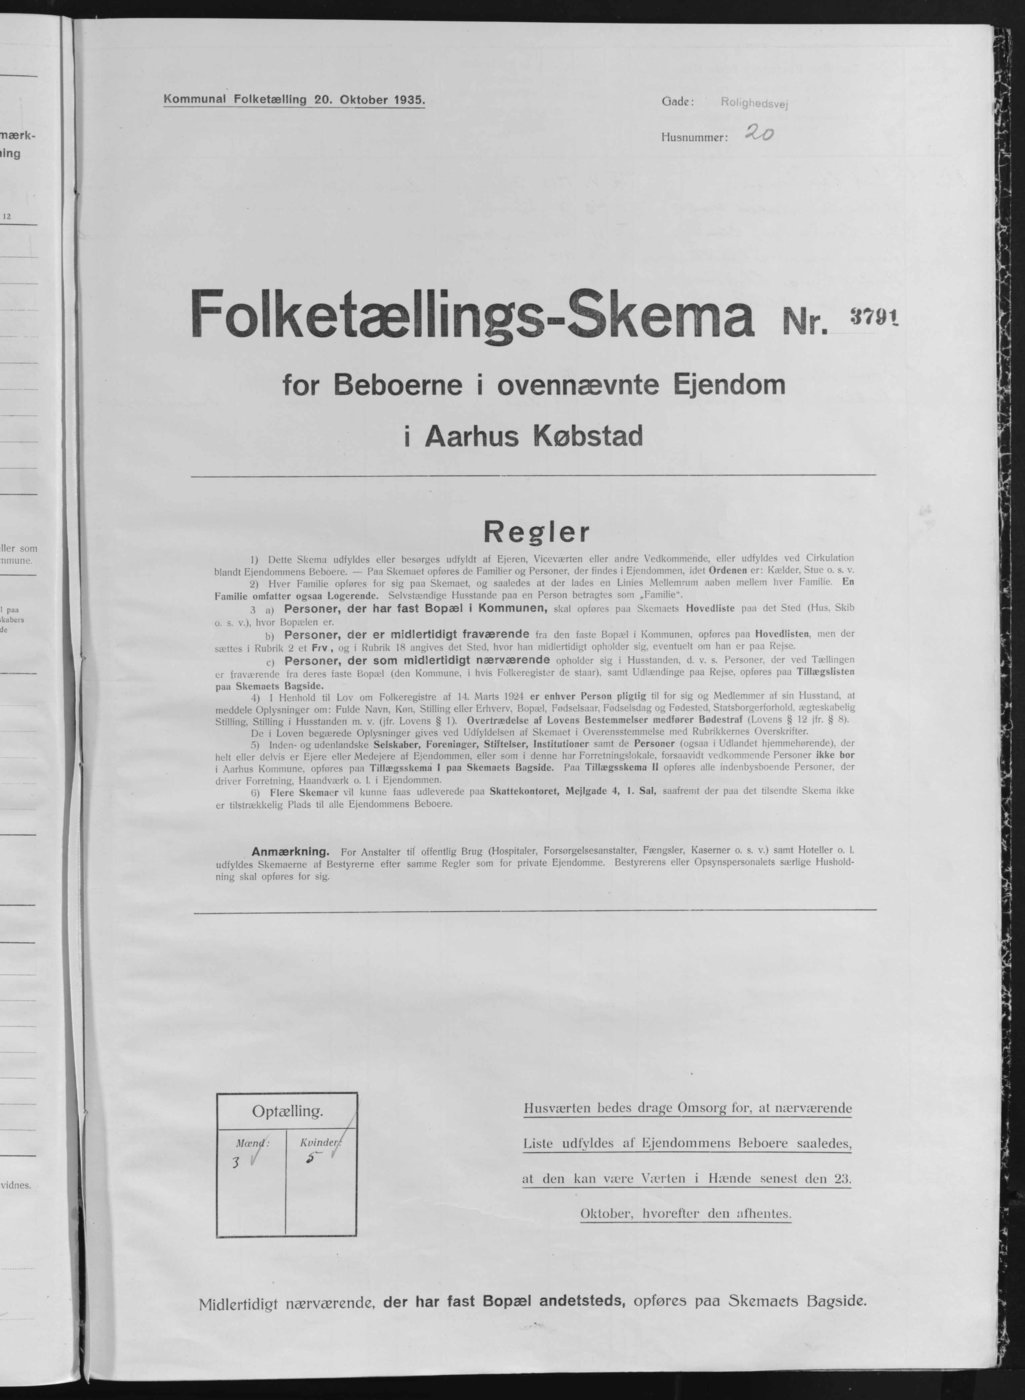 mærk-
ning
12
ller som
nmune.
l paa
skabers
de
vidnes.
Kommunal Folketælling 20. Oktober 1935.
Gade: Rolighedsvej
Husnummer: 20
Folketællings-Skema Nr. 3791
for Beboerne i ovennævnte Ejendom
i Aarhus Købstad
Regler
1) Dette Skema udfyldes eller besørges udfyldt af Ejeren, Viceværten eller andre Vedkommende, eller udfyldes ved Cirkulation
blandt Ejendommens Beboere. — Paa Skemaet opføres de Familier og Personer, der findes i Ejendommen, idet Ordenen er: Kælder, Stue o. s. v.
2) Hver Familie opføres for sig paa Skemaet, og saaledes at der lades en Linies Mellemrum aaben mellem hver Familie. En
Familie omfatter ogsaa Logerende. Selvstændige Husstande paa en Person betragtes som „Familie“.
3 a) Personer, der har fast Bopæl i Kommunen, skal opføres paa Skemaets Hovedliste paa det Sted (Hus, Skib
o. s. v.), hvor Bopælen er.
b) Personer, der er midlertidigt fraværende fra den faste Bopæl i Kommunen, opføres paa Hovedlisten, men der
sættes i Rubrik 2 et Frv., og i Rubrik 18 angives det Sted, hvor han midlertidigt opholder sig, eventuelt om han er paa Rejse.
c) Personer, der som midlertidigt nærværende opholder sig i Husstanden, d. v. s. Personer, der ved Tællingen
er fraværende fra deres faste Bopæl (den Kommune, i hvis Folkeregister de staar), samt Udlændinge paa Rejse, opføres paa Tillægslisten
paa Skemaets Bagside.
4) I Henhold til Lov om Folkeregistre af 14. Marts 1924 er enhver Person pligtig til for sig og Medlemmer af sin Husstand, at
meddele Oplysninger om: Fulde Navn, Køn, Stilling eller Erhverv, Bopæl, Fødselsaar, Fødselsdag og Fødested, Statsborgerforhold, ægteskabelig
Stilling, Stilling i Husstanden m. v. (jfr. Lovens § 1). Overtrædelse af Lovens Bestemmelser medfører Bødestraf (Lovens § 12 jfr. § 8).
De i Loven begærede Oplysninger gives ved Udfyldelsen af Skemaet i Overensstemmelse med Rubrikkernes Overskrifter.
5) Inden- og udenlandske Selskaber, Foreninger, Stiftelser, Institutioner samt de Personer (ogsaa i Udlandet hjemmehørende), der
helt eller delvis er Ejere eller Medejere af Ejendommen, eller som i denne har Forretningslokale, forsaavidt vedkommende Personer ikke bor
i Aarhus Kommune, opføres paa Tillægsskema I paa Skemaets Bagside. Paa Tillægsskema II opføres alle indenbysboende Personer, der
driver Forretning, Haandværk o. l. i Ejendommen.
6) Flere Skemaer vil kunne faas udleverede paa Skattekontoret, Mejlgade 4, 1. Sal, saafremt der paa det tilsendte Skema ikke
er tilstrækkelig Plads til alle Ejendommens Beboere.
Anmærkning. For Anstalter til offentlig Brug (Hospitaler, Forsørgelsesanstalter, Fængsler, Kaserner o. s. v.) samt Hoteller o. l.
udfyldes Skemaerne af Bestyrerne efter samme Regler som for private Ejendomme. Bestyrerens eller Opsynspersonalets særlige Hushold-
ning skal opføres for sig.
Optælling.
Mænd: Kvinder:
3 5
Husværten bedes drage Omsorg for, at nærværende
Liste udfyldes af Ejendommens Beboere saaledes,
at den kan være Værten i Hænde senest den 23.
Oktober, hvorefter den afhentes.
Midlertidigt nærværende, der har fast Bopæl andetsteds, opføres paa Skemaets Bagside.